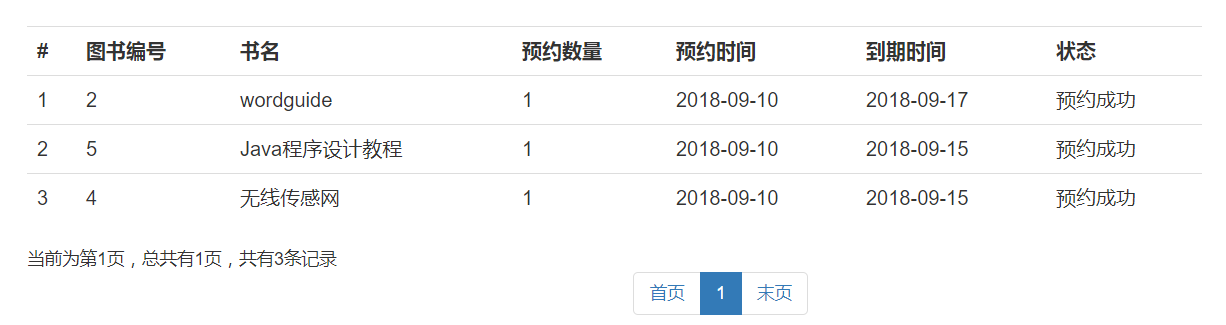 # 图书编号 书名 预约数量 预约时间 到期时间 状态
1 2 wordguide 1 2018-09-10 2018-09-17 预约成功
2 5 Java程序设计教程 1 2018-09-10 2018-09-15 预约成功
3 4 无线传感网 1 2018-09-10 2018-09-15 预约成功
当前为第1页，总共有1页，共有3条记录
首页 1 末页